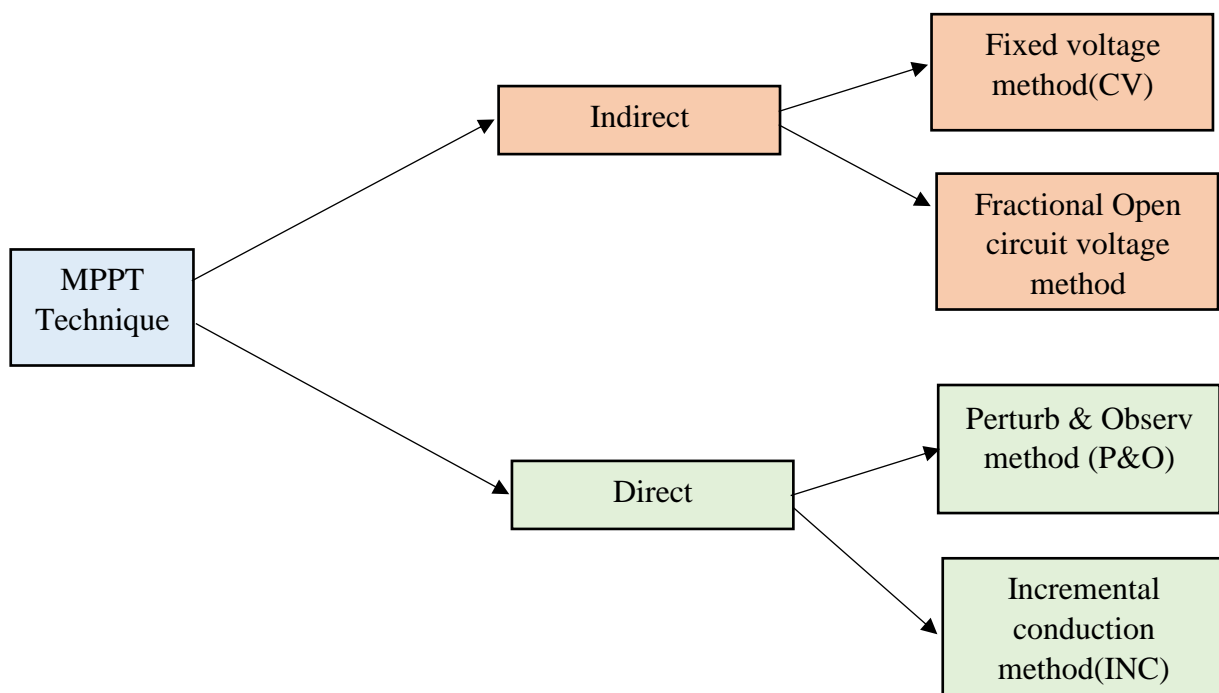 Fixed voltage
method(CV)
Indirect
Fractional Open
circuit voltage
method
MPPT
Technique
Perturb & Observ
method (P&O)
Direct
Incremental
conduction
method(INC)